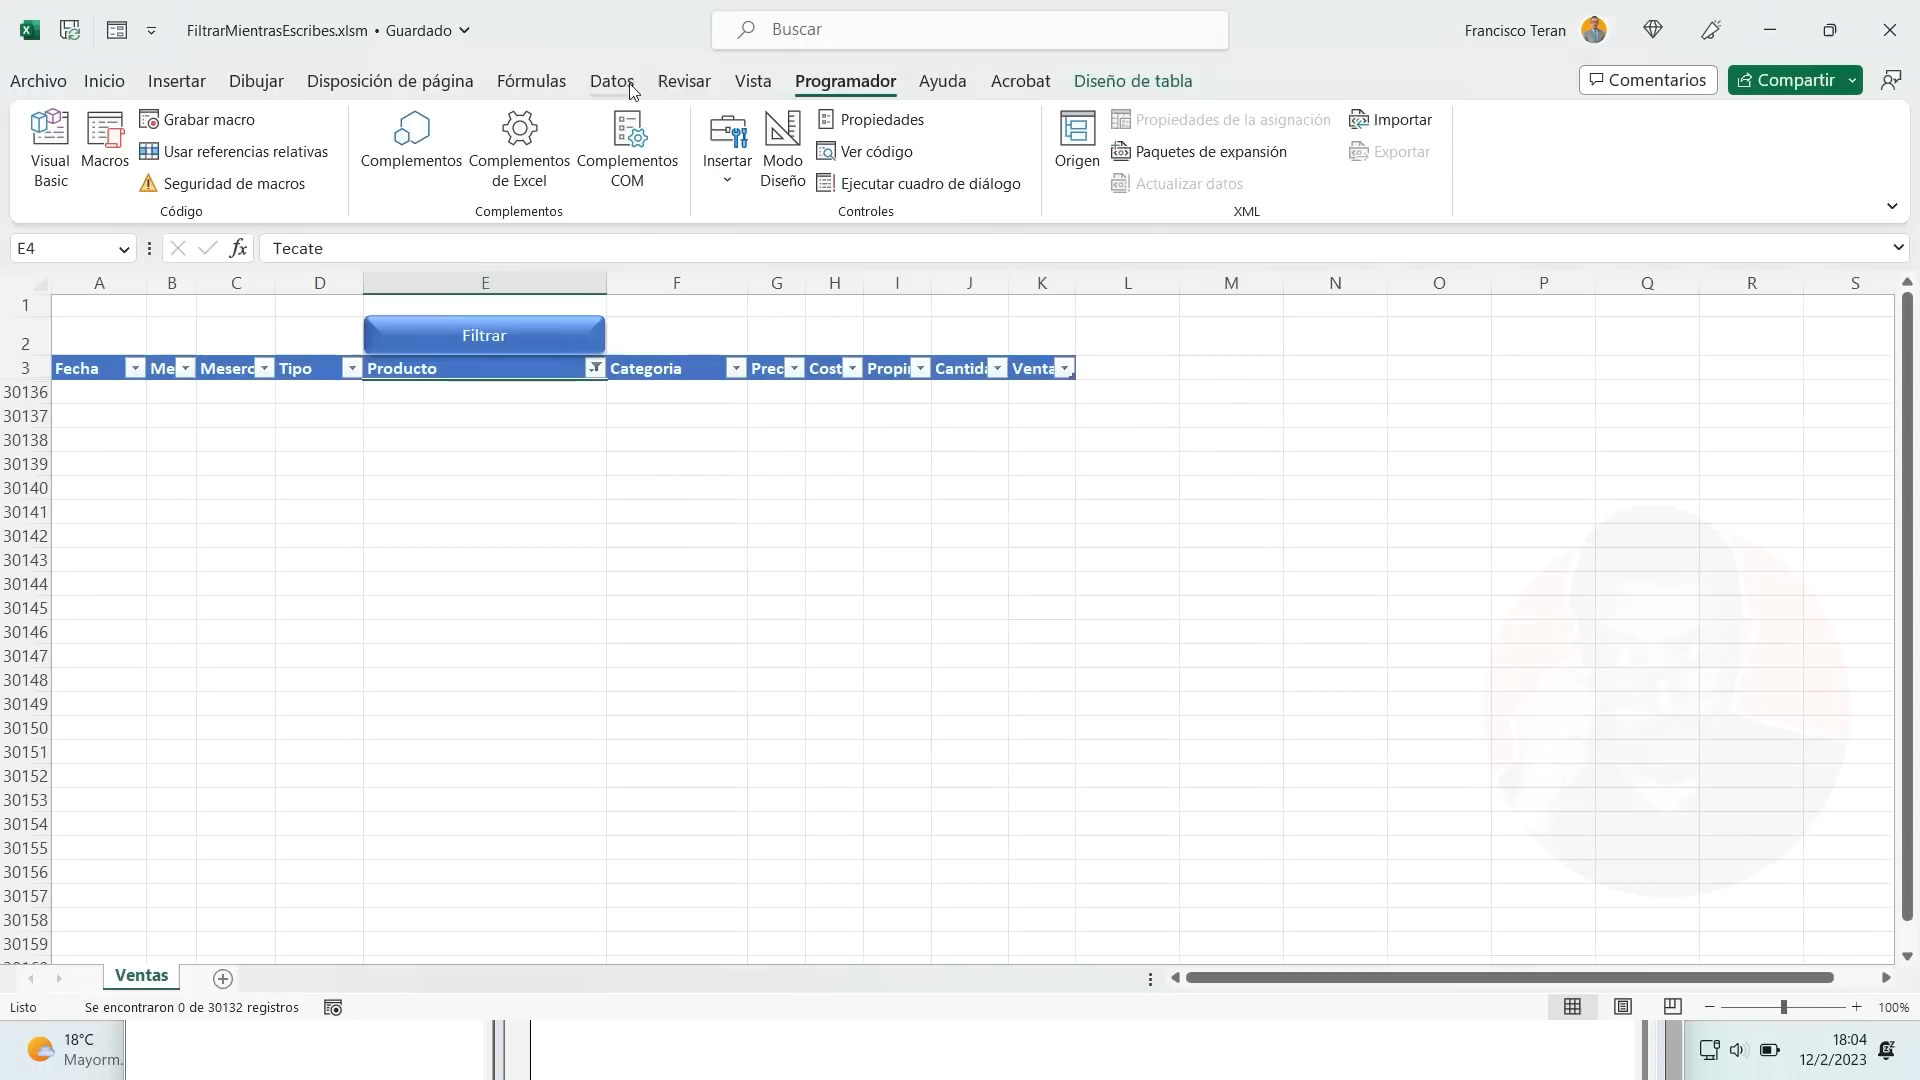 FiltrarMientrasEscribes.xlsm • Guardado
Buscar
Francisco Teran
Archivo Inicio Insertar Dibujar Disposición de página Fórmulas Datos Revisar Vista Programador Ayuda Acrobat Diseño de tabla
Comentarios
Compartir
Visual Basic
Macros
Grabar macro
Usar referencias relativas
Seguridad de macros
Código
Complementos
Complementos de Excel
Complementos COM
Complementos
Insertar
Modo Diseño
Propiedades
Ver código
Ejecutar cuadro de diálogo
Controles
Origen
Propiedades de la asignación
Paquetes de expansión
Actualizar datos
Importar
Exportar
XML
E4
fx
Tecate
A B C D E F G H I J K L M N O P Q R S
1
2
Filtrar
3 Fecha Me Meserc Tipo Producto Categoria Prec Cost Propi Cantida Venta
30136
30137
30138
30139
30140
30141
30142
30143
30144
30145
30146
30147
30148
30149
30150
30151
30152
30153
30154
30155
30156
30157
30158
30159
Ventas
Listo
Se encontraron 0 de 30132 registros
100%
18°C
Mayorm.
18:04
12/2/2023